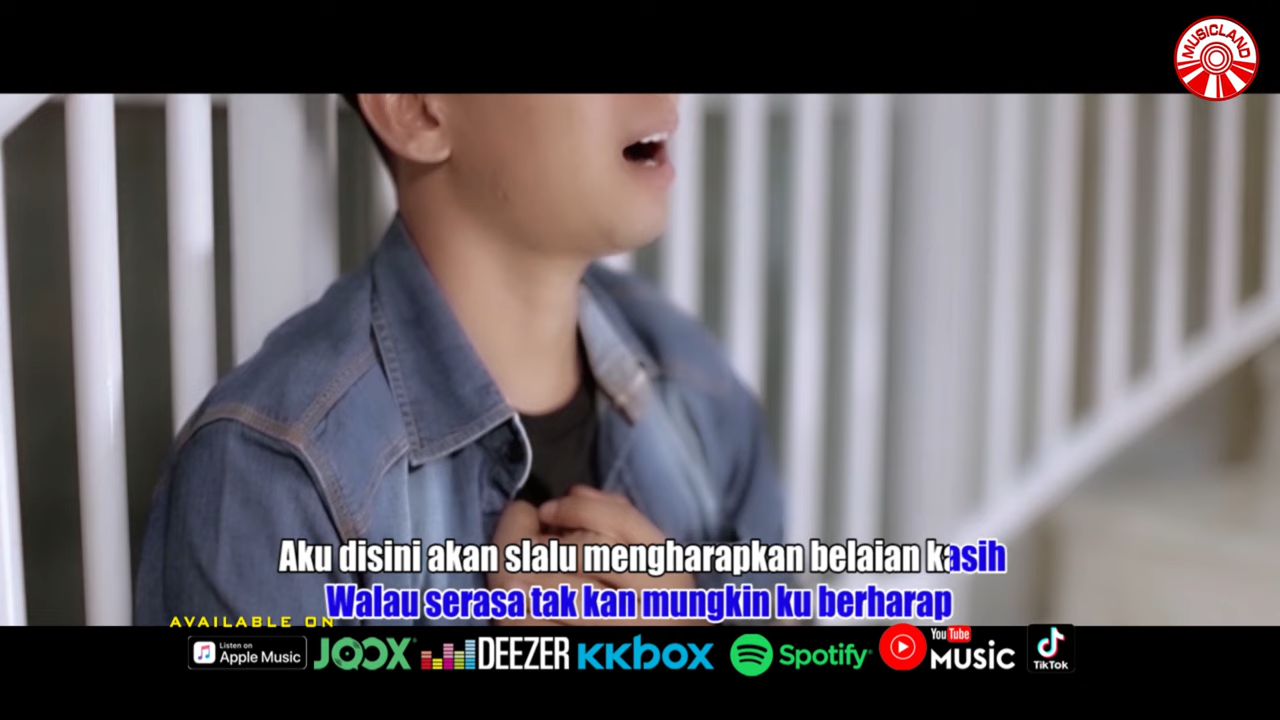 MUSICLAND
Aku disini akan slalu mengharapkan belaian kasih
Walau serasa tak kan mungkin ku berharap
AVAILABLE ON
Listen on
Apple Music
JOOX
DEEZER
KKBOX
Spotify
YouTube
MUSIC
TikTok